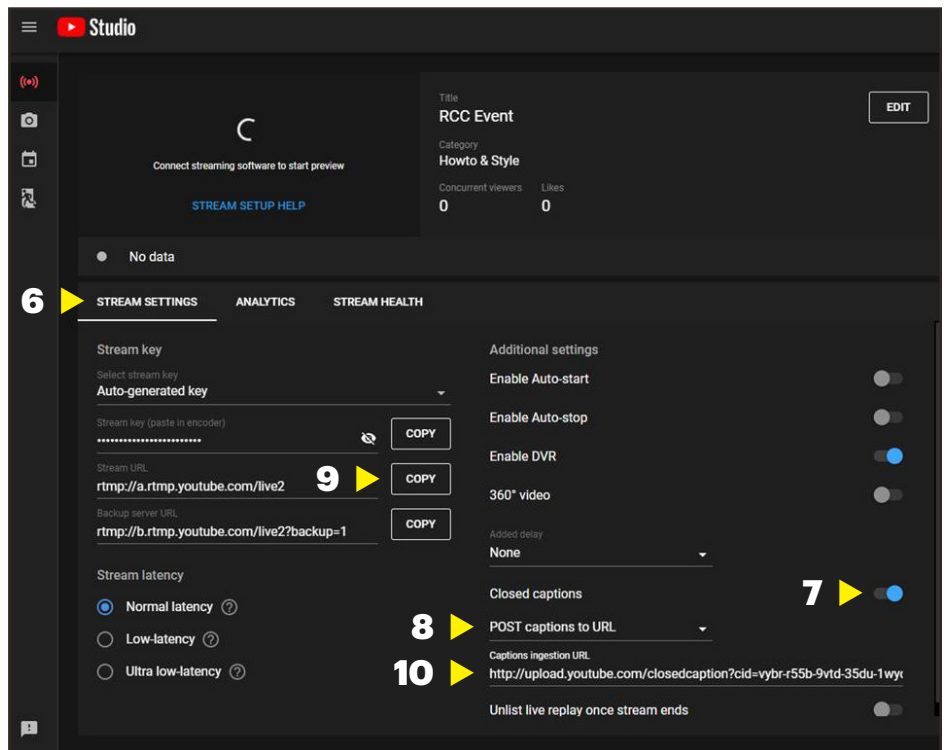 Studio
Connect streaming software to start preview
STREAM SETUP HELP
Title
RCC Event
EDIT
Category
Howto & Style
Concurrent viewers Likes
0 0
No data
6 STREAM SETTINGS ANALYTICS STREAM HEALTH
Stream key
Select stream key
Auto-generated key
Stream key (paste in encoder)
COPY
Stream URL
rtmp://a.rtmp.youtube.com/live2
9 COPY
Backup server URL
rtmp://b.rtmp.youtube.com/live2?backup=1
COPY
Stream latency
Normal latency ?
Low-latency ?
Ultra low-latency ?
Additional settings
Enable Auto-start
Enable Auto-stop
Enable DVR
360° video
Added delay
None
Closed captions 7
8 POST captions to URL
Captions ingestion URL
10 http://upload.youtube.com/closedcaption?cid=vybr-r55b-9vtd-35du-1wyc
Unlist live replay once stream ends